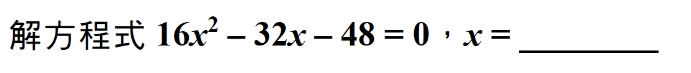 解方程式 16x² – 32x – 48 = 0，x = ________